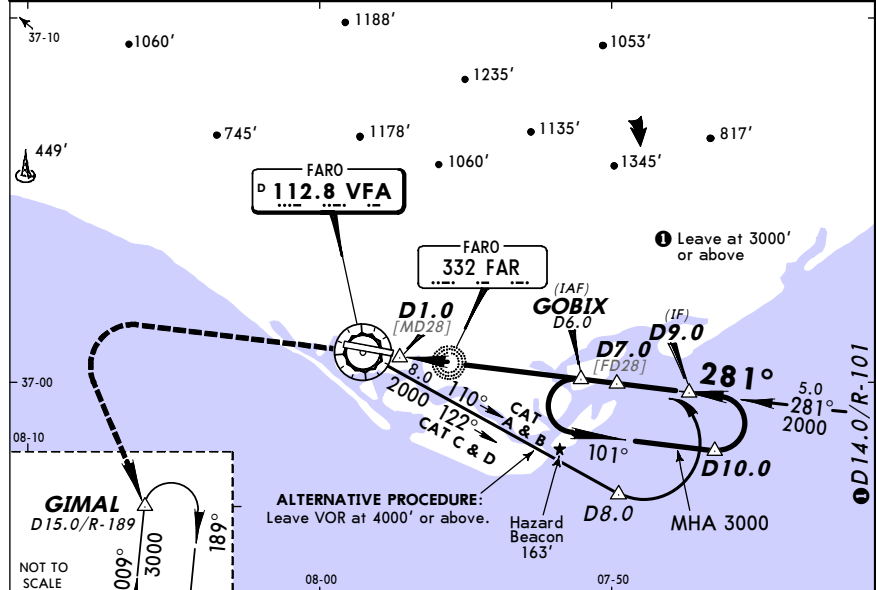 37-10
1060'
1188'
1053'
1235'
745'
1178'
1135'
817'
449'
1060'
1345'
FARO
D 112.8 VFA
FARO
332 FAR
1 Leave at 3000'
or above
D1.0
[MD28]
(IAF)
GOBIX
D6.0
(IF)
D9.0
D7.0
[FD28]
281°
5.0
281°
2000
1 D14.0/R-101
37-00
08-10
8.0
2000
110°
122°
CAT
A & B
CAT C & D
101°
D10.0
GIMAL
D15.0/R-189
ALTERNATIVE PROCEDURE:
Leave VOR at 4000' or above.
Hazard
Beacon
163'
D8.0
MHA 3000
009°
3000
189°
NOT TO
SCALE
08-00
07-50